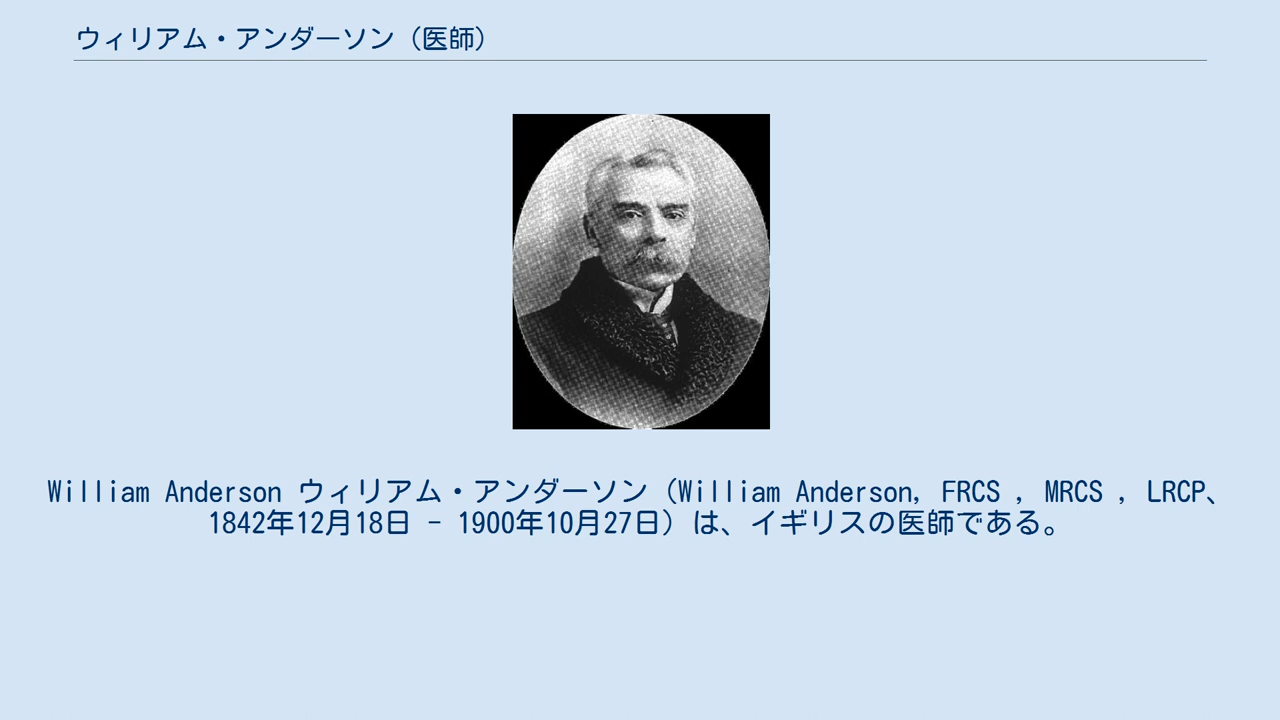 ウィリアム・アンダーソン（医師）
William Anderson ウィリアム・アンダーソン（William Anderson, FRCS , MRCS , LRCP、
1842年12月18日 - 1900年10月27日）は、イギリスの医師である。